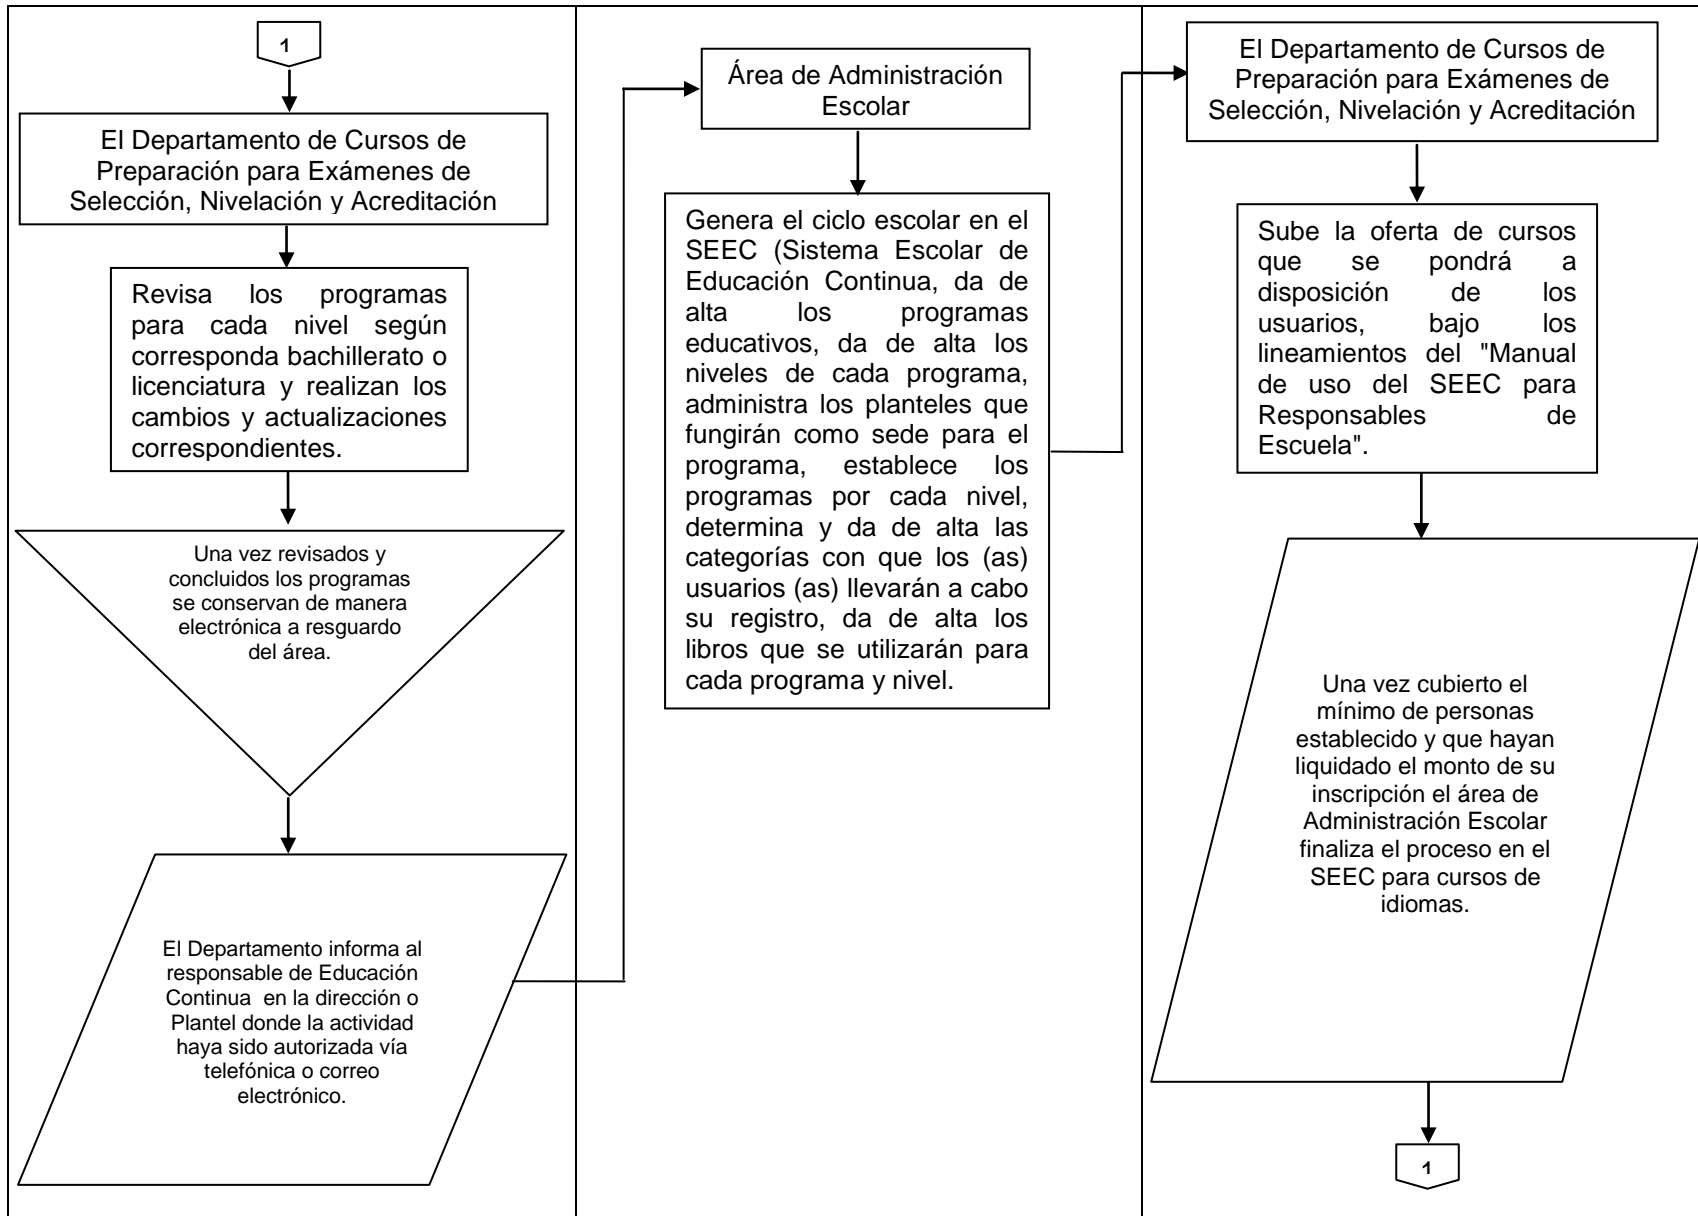 1
El Departamento de Cursos de
Preparación para Exámenes de
Selección, Nivelación y Acreditación
Revisa los programas
para cada nivel según
corresponda bachillerato o
licenciatura y realizan los
cambios y actualizaciones
correspondientes.
Una vez revisados y
concluidos los programas
se conservan de manera
electrónica a resguardo
del área.
El Departamento informa al
responsable de Educación
Continua en la dirección o
Plantel donde la actividad
haya sido autorizada vía
telefónica o correo
electrónico.
Área de Administración
Escolar
Genera el ciclo escolar en el
SEEC (Sistema Escolar de
Educación Continua, da de
alta los programas
educativos, da de alta los
niveles de cada programa,
administra los planteles que
fungirán como sede para el
programa, establece los
programas por cada nivel,
determina y da de alta las
categorías con que los (as)
usuarios (as) llevarán a cabo
su registro, da de alta los
libros que se utilizarán para
cada programa y nivel.
El Departamento de Cursos de
Preparación para Exámenes de
Selección, Nivelación y Acreditación
Sube la oferta de cursos
que se pondrá a
disposición de los
usuarios, bajo los
lineamientos del "Manual
de uso del SEEC para
Responsables de
Escuela".
Una vez cubierto el
mínimo de personas
establecido y que hayan
liquidado el monto de su
inscripción el área de
Administración Escolar
finaliza el proceso en el
SEEC para cursos de
idiomas.
1